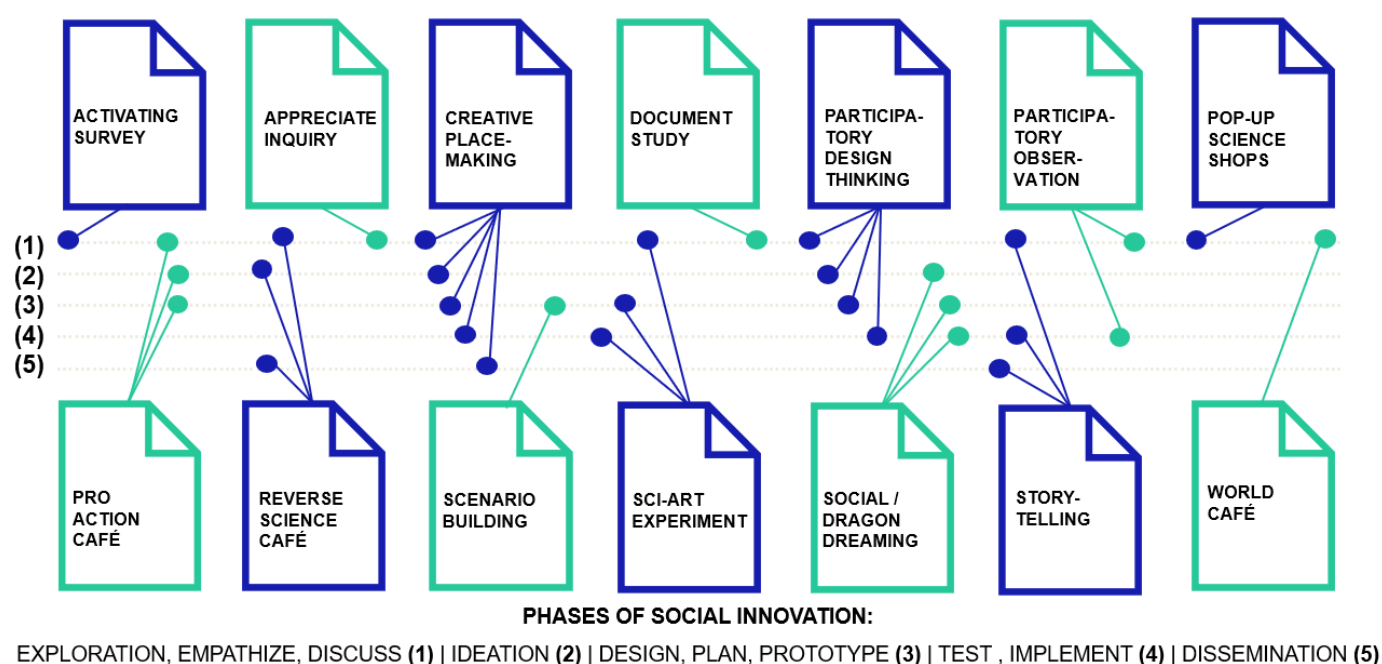 ACTIVATING
SURVEY
APPRECIATE
INQUIRY
CREATIVE
PLACE-
MAKING
DOCUMENT
STUDY
PARTICIPA-
TORY
DESIGN
THINKING
PARTICIPA-
TORY
OBSER-
VATION
POP-UP
SCIENCE
SHOPS
(1)
(2)
(3)
(4)
(5)
PRO
ACTION
CAFÉ
REVERSE
SCIENCE
CAFÉ
SCENARIO
BUILDING
SCI-ART
EXPERIMENT
SOCIAL /
DRAGON
DREAMING
STORY-
TELLING
WORLD
CAFÉ
PHASES OF SOCIAL INNOVATION:
EXPLORATION, EMPATHIZE, DISCUSS (1) | IDEATION (2) | DESIGN, PLAN, PROTOTYPE (3) | TEST , IMPLEMENT (4) | DISSEMINATION (5)